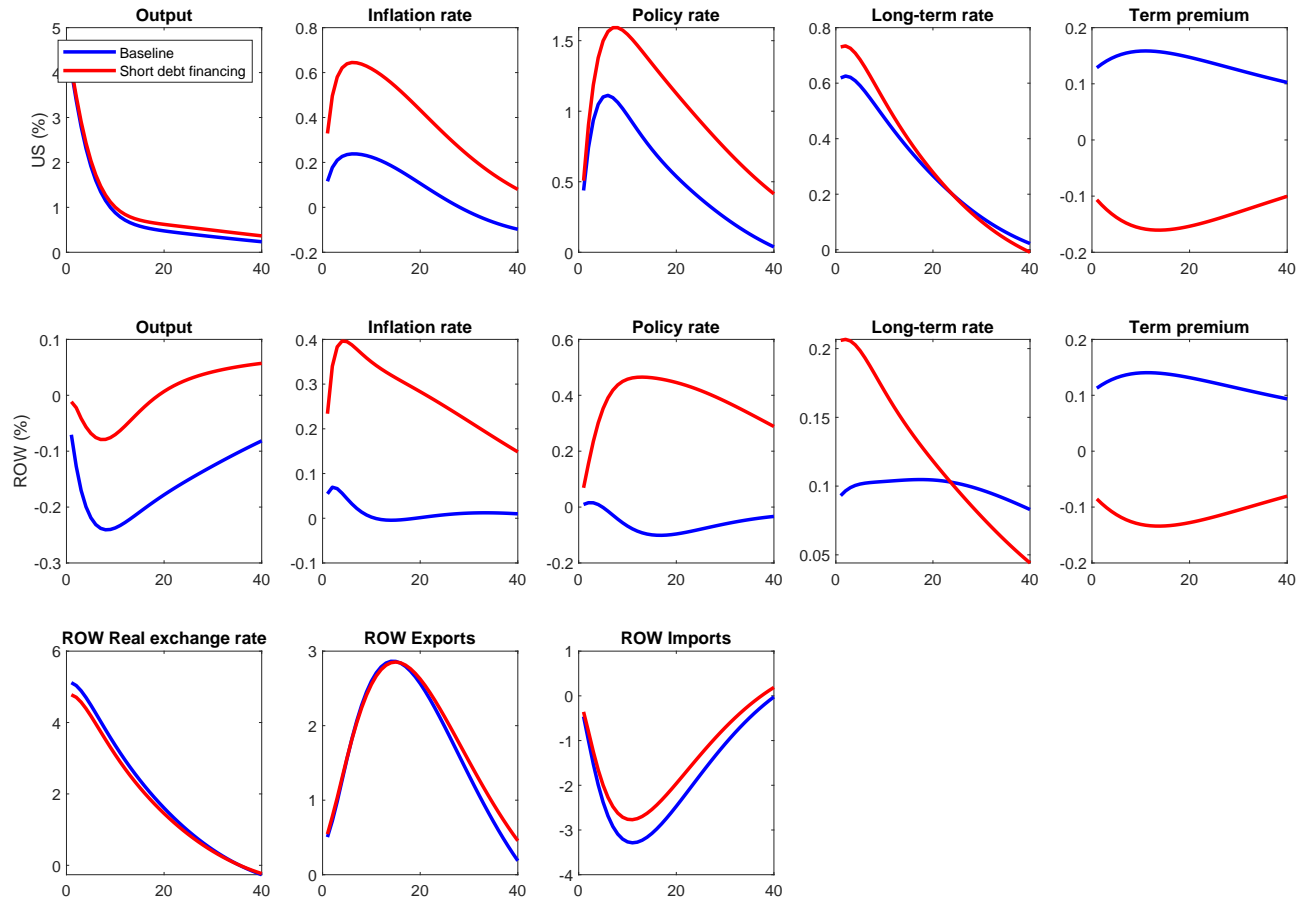 Output
Inflation rate
Policy rate
Long-term rate
Term premium
Baseline
Short debt financing
US (%)
5
4
3
2
1
0
0 20 40
0.8
0.6
0.4
0.2
0
-0.2
0 20 40
1.5
1
0.5
0
0 20 40
0.8
0.6
0.4
0.2
0
0 20 40
0.2
0.1
0
-0.1
-0.2
0 20 40
Output
Inflation rate
Policy rate
Long-term rate
Term premium
ROW (%)
0.1
0
-0.1
-0.2
-0.3
0 20 40
0.4
0.3
0.2
0.1
0
-0.1
0 20 40
0.6
0.4
0.2
0
-0.2
0 20 40
0.2
0.15
0.1
0.05
0 20 40
0.2
0.1
0
-0.1
-0.2
0 20 40
ROW Real exchange rate
ROW Exports
ROW Imports
6
4
2
0
0 20 40
3
2
1
0
0 20 40
1
0
-1
-2
-3
-4
0 20 40